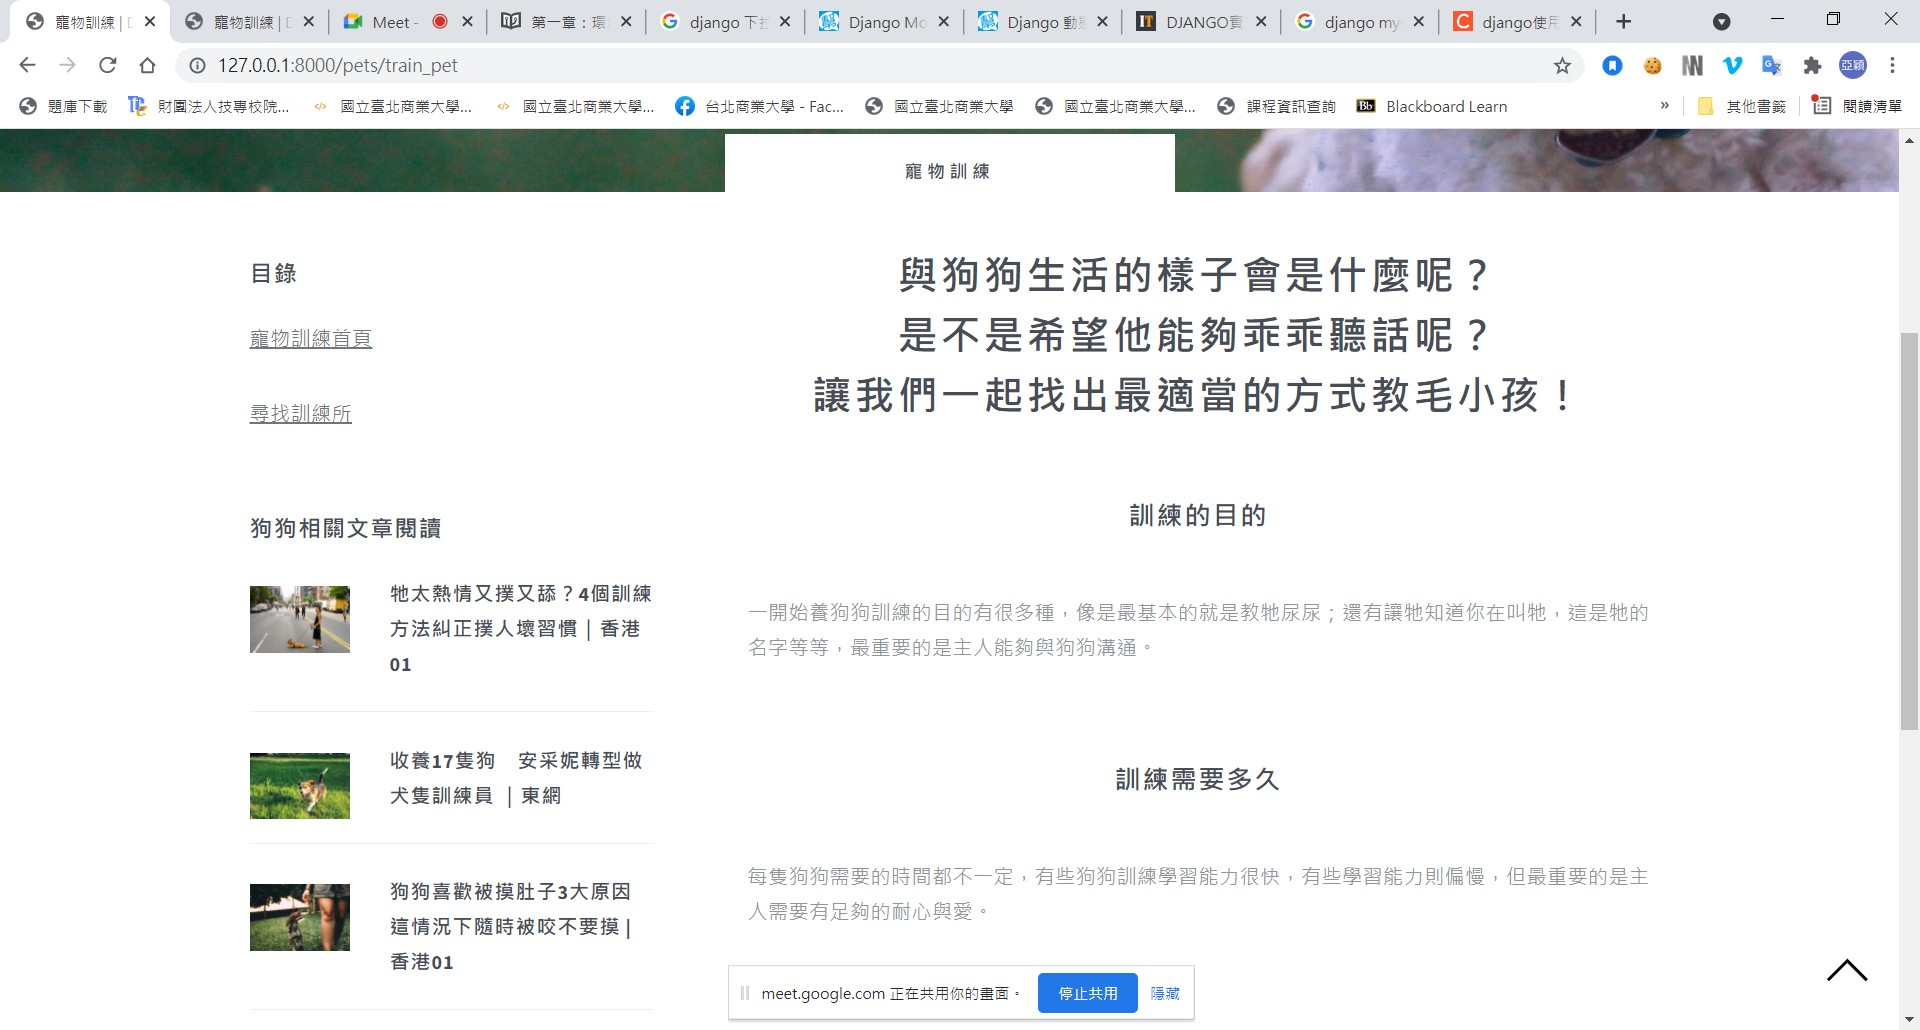 寵物訓練 | D
寵物訓練 | D
Meet -
第一章：環
django 下拉
Django Mo
Django 動態
DJANGO實
django my
django使用
127.0.0.1:8000/pets/train_pet
亞穎
題庫下載
財團法人技專校院...
國立臺北商業大學...
國立臺北商業大學...
台北商業大學 - Fac...
國立臺北商業大學
國立臺北商業大學...
課程資訊查詢
Bb
Blackboard Learn
»
其他書籤
閱讀清單
寵物訓練
目錄
寵物訓練首頁
尋找訓練所
狗狗相關文章閱讀
牠太熱情又撲又舔？4個訓練
方法糾正撲人壞習慣 | 香港
01
收養17隻狗　安采妮轉型做
犬隻訓練員 ｜東網
狗狗喜歡被摸肚子3大原因
這情況下隨時被咬不要摸 |
香港01
與狗狗生活的樣子會是什麼呢？
是不是希望他能夠乖乖聽話呢？
讓我們一起找出最適當的方式教毛小孩！
訓練的目的
一開始養狗狗訓練的目的有很多種，像是最基本的就是教牠尿尿；還有讓牠知道你在叫牠，這是牠的
名字等等，最重要的是主人能夠與狗狗溝通。
訓練需要多久
每隻狗狗需要的時間都不一定，有些狗狗訓練學習能力很快，有些學習能力則偏慢，但最重要的是主
人需要有足夠的耐心與愛。
meet.google.com 正在共用你的畫面。
停止共用
隱藏